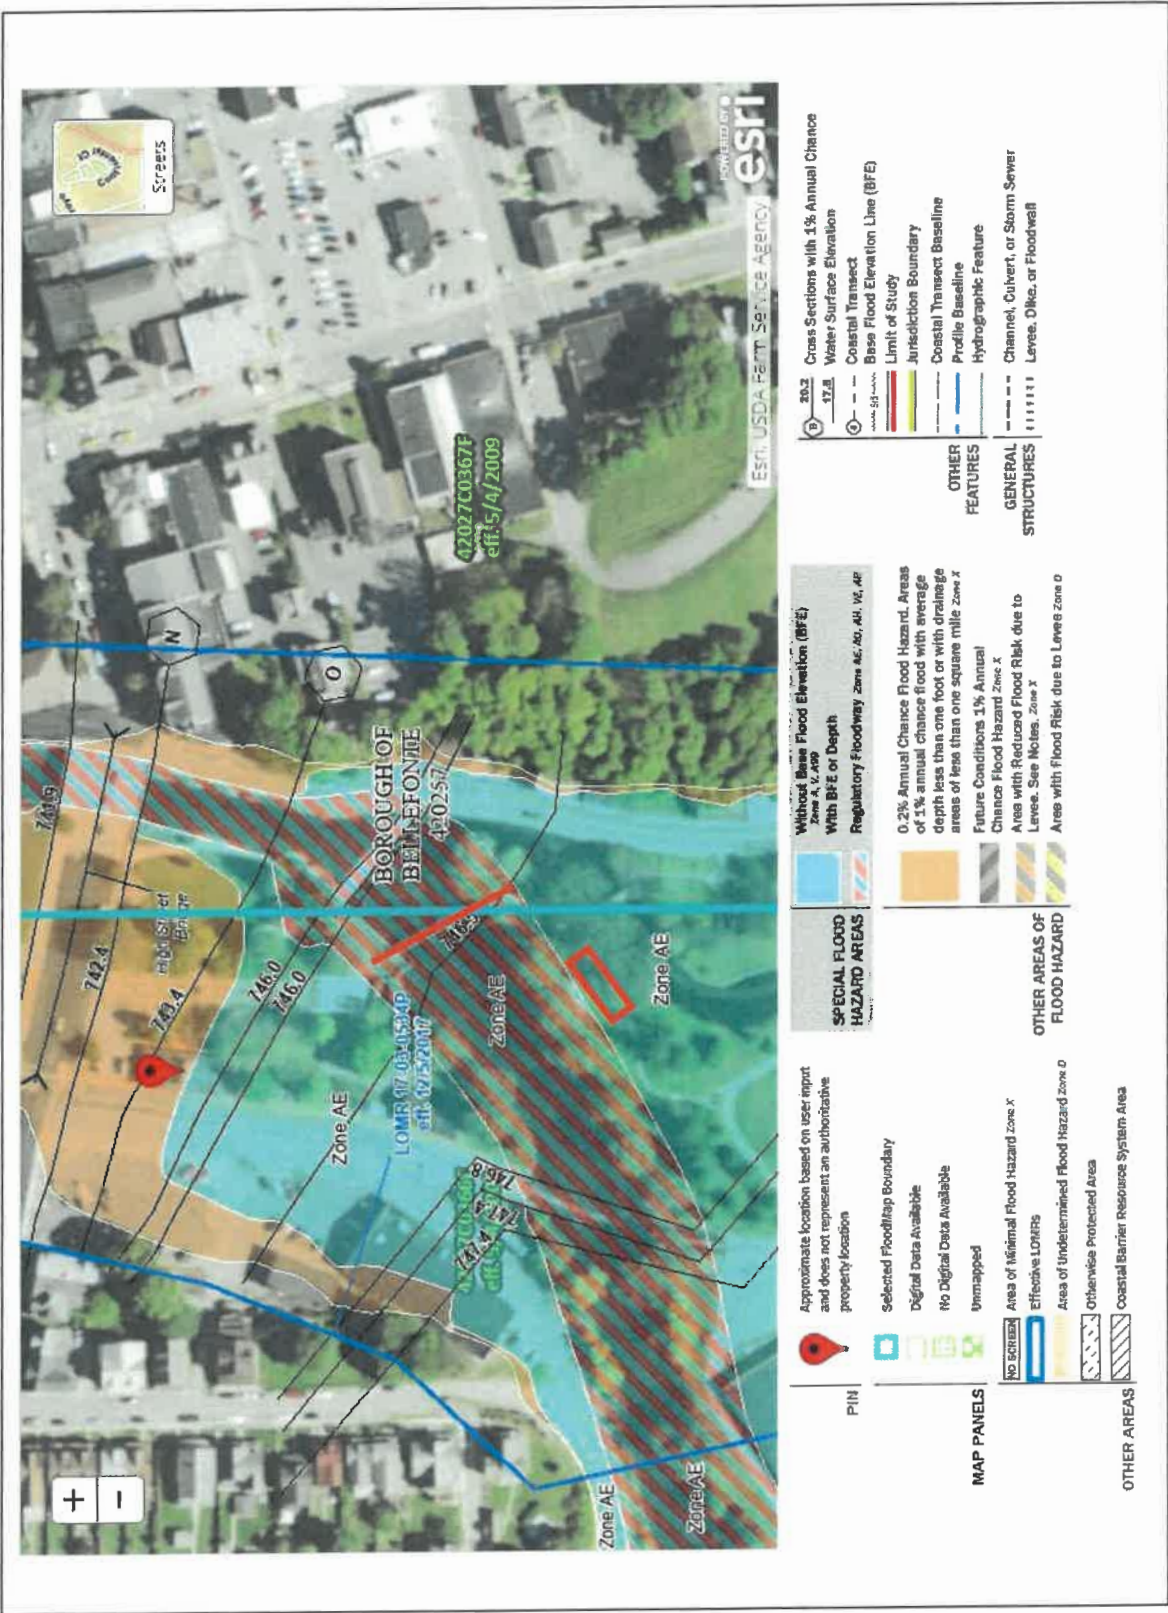 +
−
Streets
741.9
742.4
High Street
Bridge
743.4
N
746.0
746.0
O
BOROUGH OF
BELLEFONTE
420257
42027C0367F
eff. 5/4/2009
Zone AE
LOMR 17-03-0594P
eff. 12/5/2017
Zone AE
Zone AE
746.8
747.4
747.4
Zone AE
Zone AE
Esri, USDA Farm Service Agency
POWERED BY
esri
PIN
Approximate location based on user input
and does not represent an authoritative
property location
MAP PANELS
Selected FloodMap Boundary
Digital Data Available
No Digital Data Available
Unmapped
OTHER AREAS
NO SCREEN Area of Minimal Flood Hazard Zone X
Effective LOMRs
Area of Undetermined Flood Hazard Zone D
Otherwise Protected Area
Coastal Barrier Resource System Area
SPECIAL FLOOD
HAZARD AREAS
Without Base Flood Elevation (BFE)
Zone A, V, A99
With BFE or Depth
Regulatory Floodway Zone AE, AO, AH, VE, AR
OTHER AREAS OF
FLOOD HAZARD
0.2% Annual Chance Flood Hazard. Areas
of 1% annual chance flood with average
depth less than one foot or with drainage
areas of less than one square mile Zone X
Future Conditions 1% Annual
Chance Flood Hazard Zone X
Area with Reduced Flood Risk due to
Levee. See Notes. Zone X
Area with Flood Risk due to Levee Zone D
OTHER
FEATURES
B 20.2 Cross Sections with 1% Annual Chance
17.5 Water Surface Elevation
Coastal Transect
Base Flood Elevation Line (BFE)
Limit of Study
Jurisdiction Boundary
Coastal Transect Baseline
Profile Baseline
Hydrographic Feature
GENERAL
STRUCTURES
Channel, Culvert, or Storm Sewer
Levee, Dike, or Floodwall